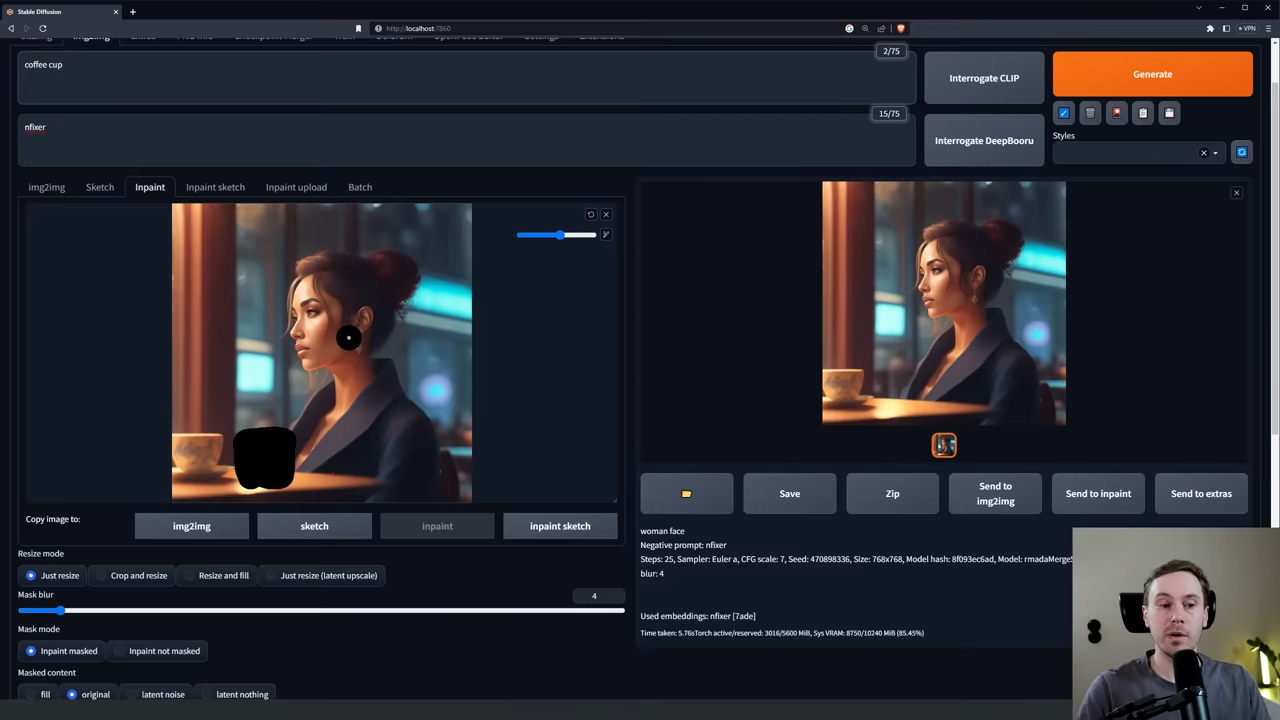 Stable Diffusion
http://localhost:7860
VPN
coffee cup
2/75
nfixer
15/75
Interrogate CLIP
Interrogate DeepBooru
Generate
Styles
img2img
Sketch
Inpaint
Inpaint sketch
Inpaint upload
Batch
Copy image to:
img2img
sketch
inpaint
inpaint sketch
Resize mode
Just resize
Crop and resize
Resize and fill
Just resize (latent upscale)
Mask blur
4
Mask mode
Inpaint masked
Inpaint not masked
Masked content
fill
original
latent noise
latent nothing
Save
Zip
Send to
img2img
Send to inpaint
Send to extras
woman face
Negative prompt: nfixer
Steps: 25, Sampler: Euler a, CFG scale: 7, Seed: 470898336, Size: 768x768, Model hash: 8f093ec6ad, Model:
blur: 4
Used embeddings: nfixer [7ade]
Time taken: 5.76sTorch active/reserved: 3016/5600 MiB, Sys VRAM: 8750/10240 MiB (85.45%)